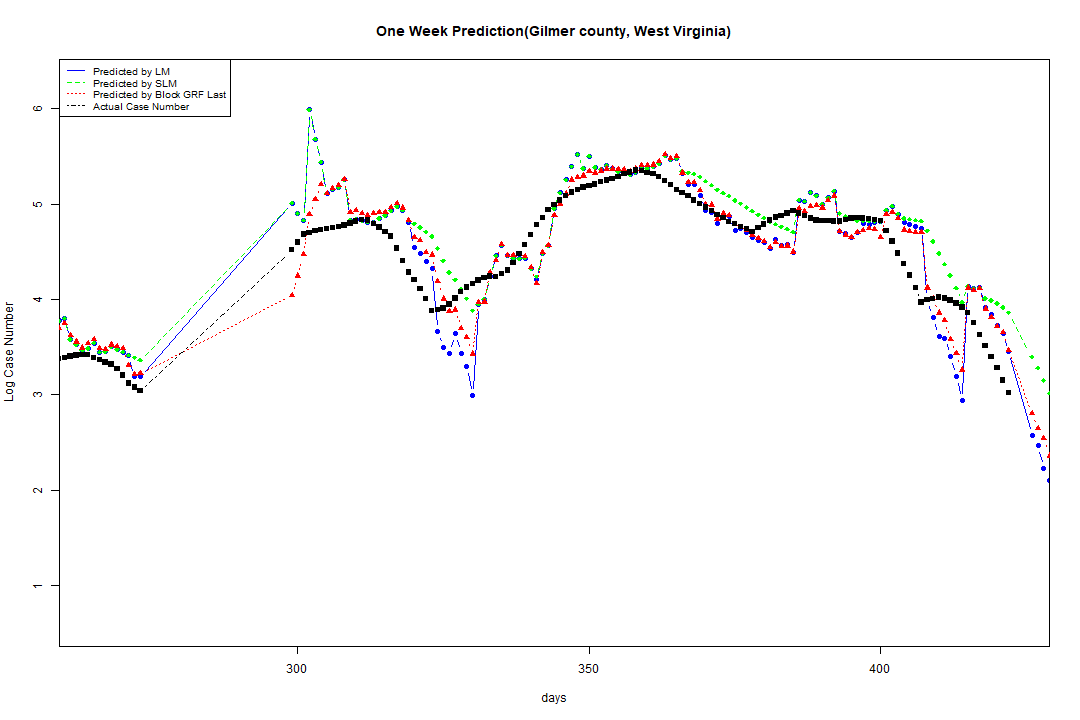 One Week Prediction(Gilmer county, West Virginia)
Predicted by LM
Predicted by SLM
Predicted by Block GRF Last
Actual Case Number
6
5
4
3
2
1
Log Case Number
300
350
400
days